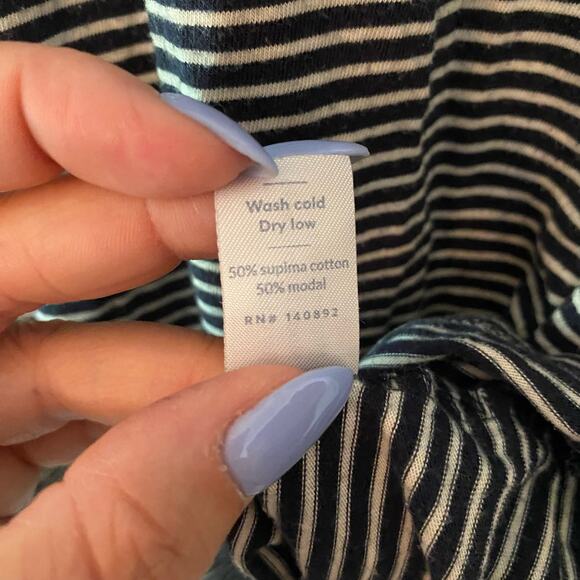 Wash cold
Dry low
50% supima cotton
50% modal
RN# 140892